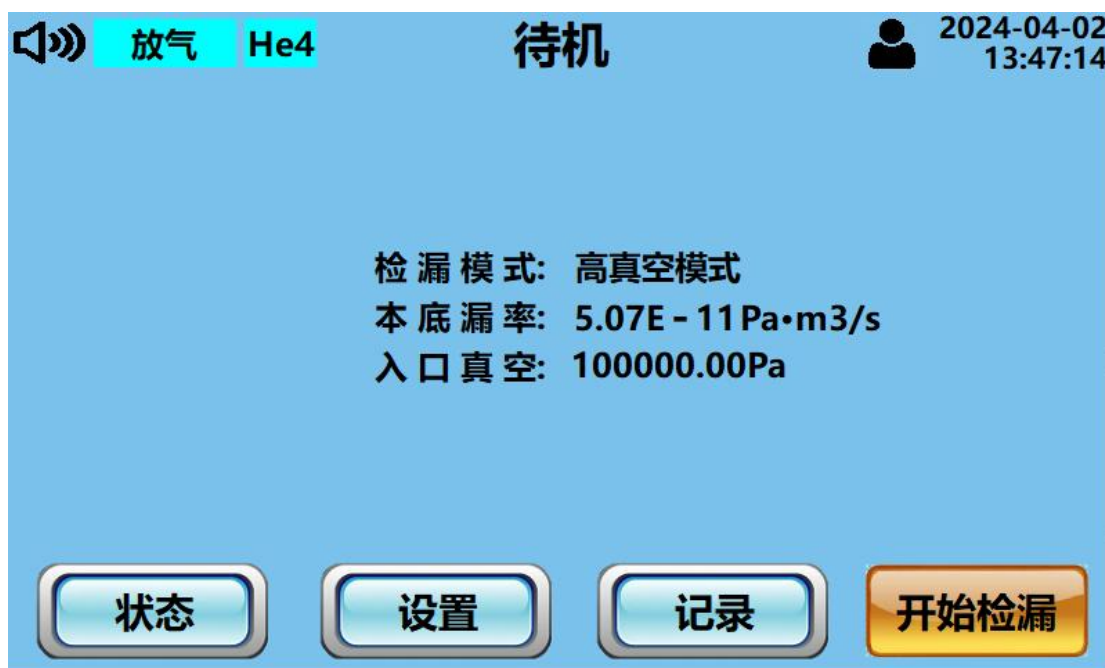 放气 He4 待机 2024-04-02
13:47:14
检漏模式: 高真空模式
本底漏率: 5.07E-11Pa•m3/s
入口真空: 100000.00Pa
状态 设置 记录 开始检漏